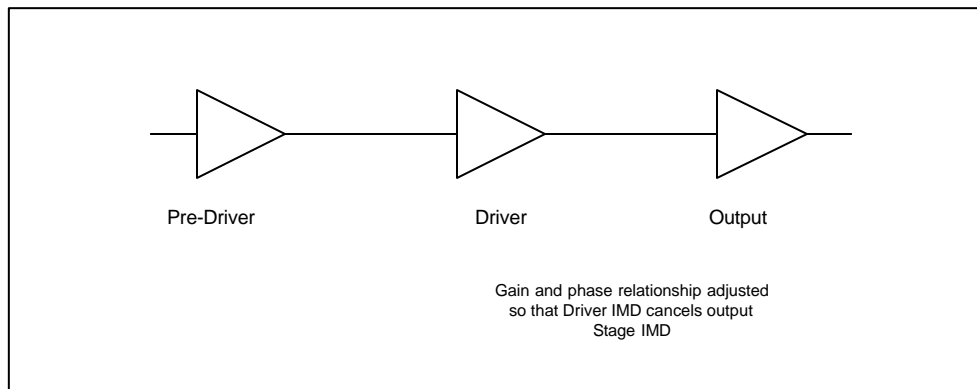 Pre-Driver
Driver
Output
Gain and phase relationship adjusted
so that Driver IMD cancels output
Stage IMD